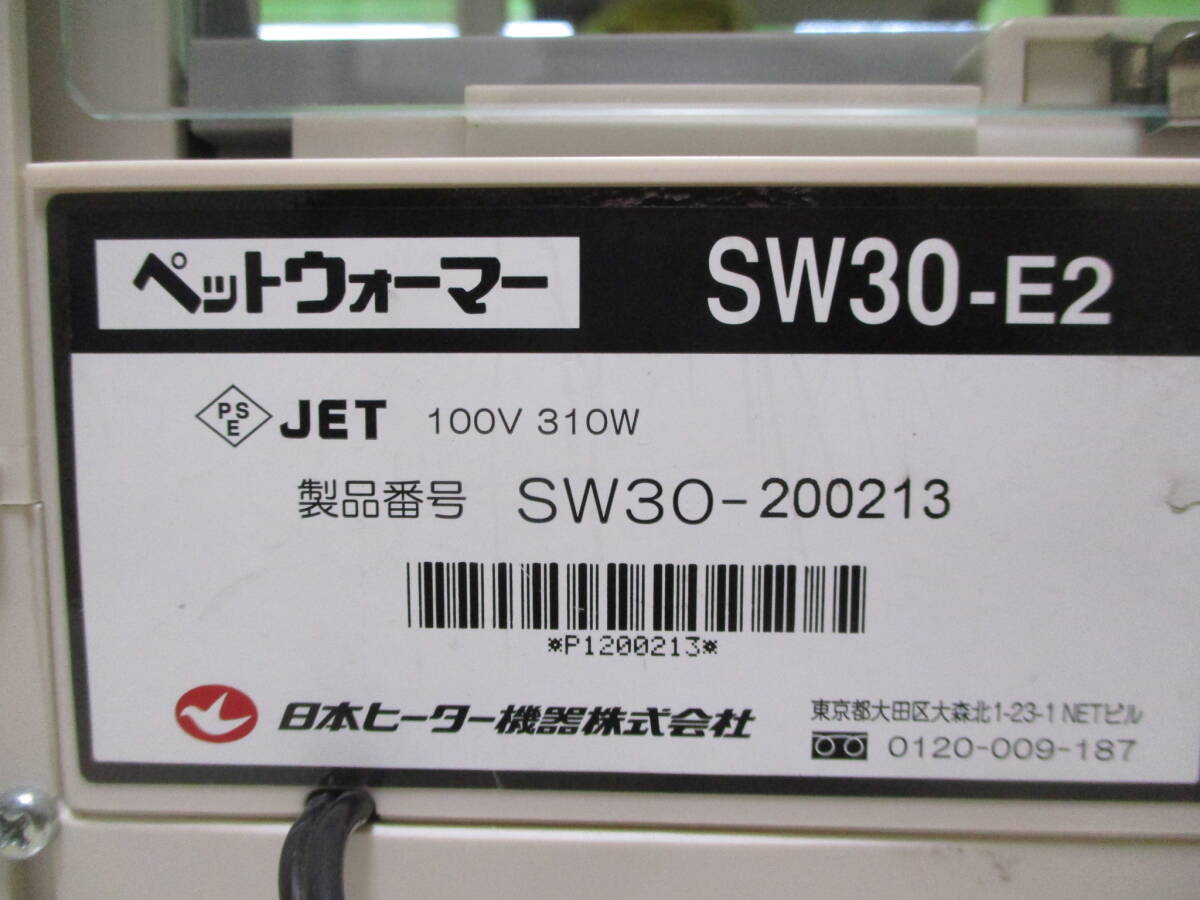 ペットウォーマー SW30-E2
PSE JET 100V 310W
製品番号 SW30-200213
*P1200213*
日本ヒーター機器株式会社
東京都大田区大森北1-23-1 NETビル
0120-009-187